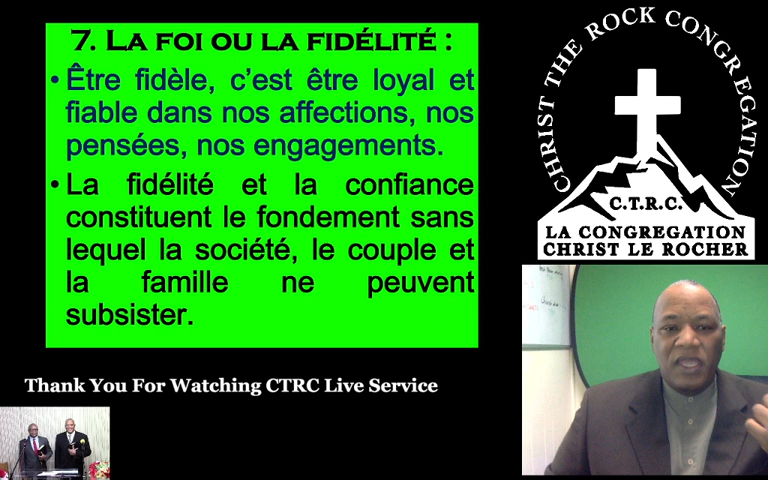 7. La foi ou la fidélité :
• Être fidèle, c'est être loyal et
fiable dans nos affections, nos
pensées, nos engagements.
• La fidélité et la confiance
constituent le fondement sans
lequel la société, le couple et
la famille ne peuvent
subsister.
CHRIST THE ROCK CONGREGATION
C.T.R.C.
LA CONGREGATION
CHRIST LE ROCHER
Thank You For Watching CTRC Live Service